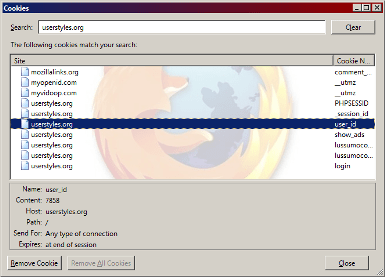 Cookies
Search: userstyles.org Clear
The following cookies match your search:
Site Cookie N...
mozillalinks.org comment_...
myopenid.com __utmz
myvidoop.com __utmz
userstyles.org PHPSESSID
userstyles.org _session_id
userstyles.org user_id
userstyles.org show_ads
userstyles.org lussumoco...
userstyles.org lussumoco...
userstyles.org login
Name: user_id
Content: 7858
Host: userstyles.org
Path: /
Send For: Any type of connection
Expires: at end of session
Remove Cookie Remove All Cookies Close